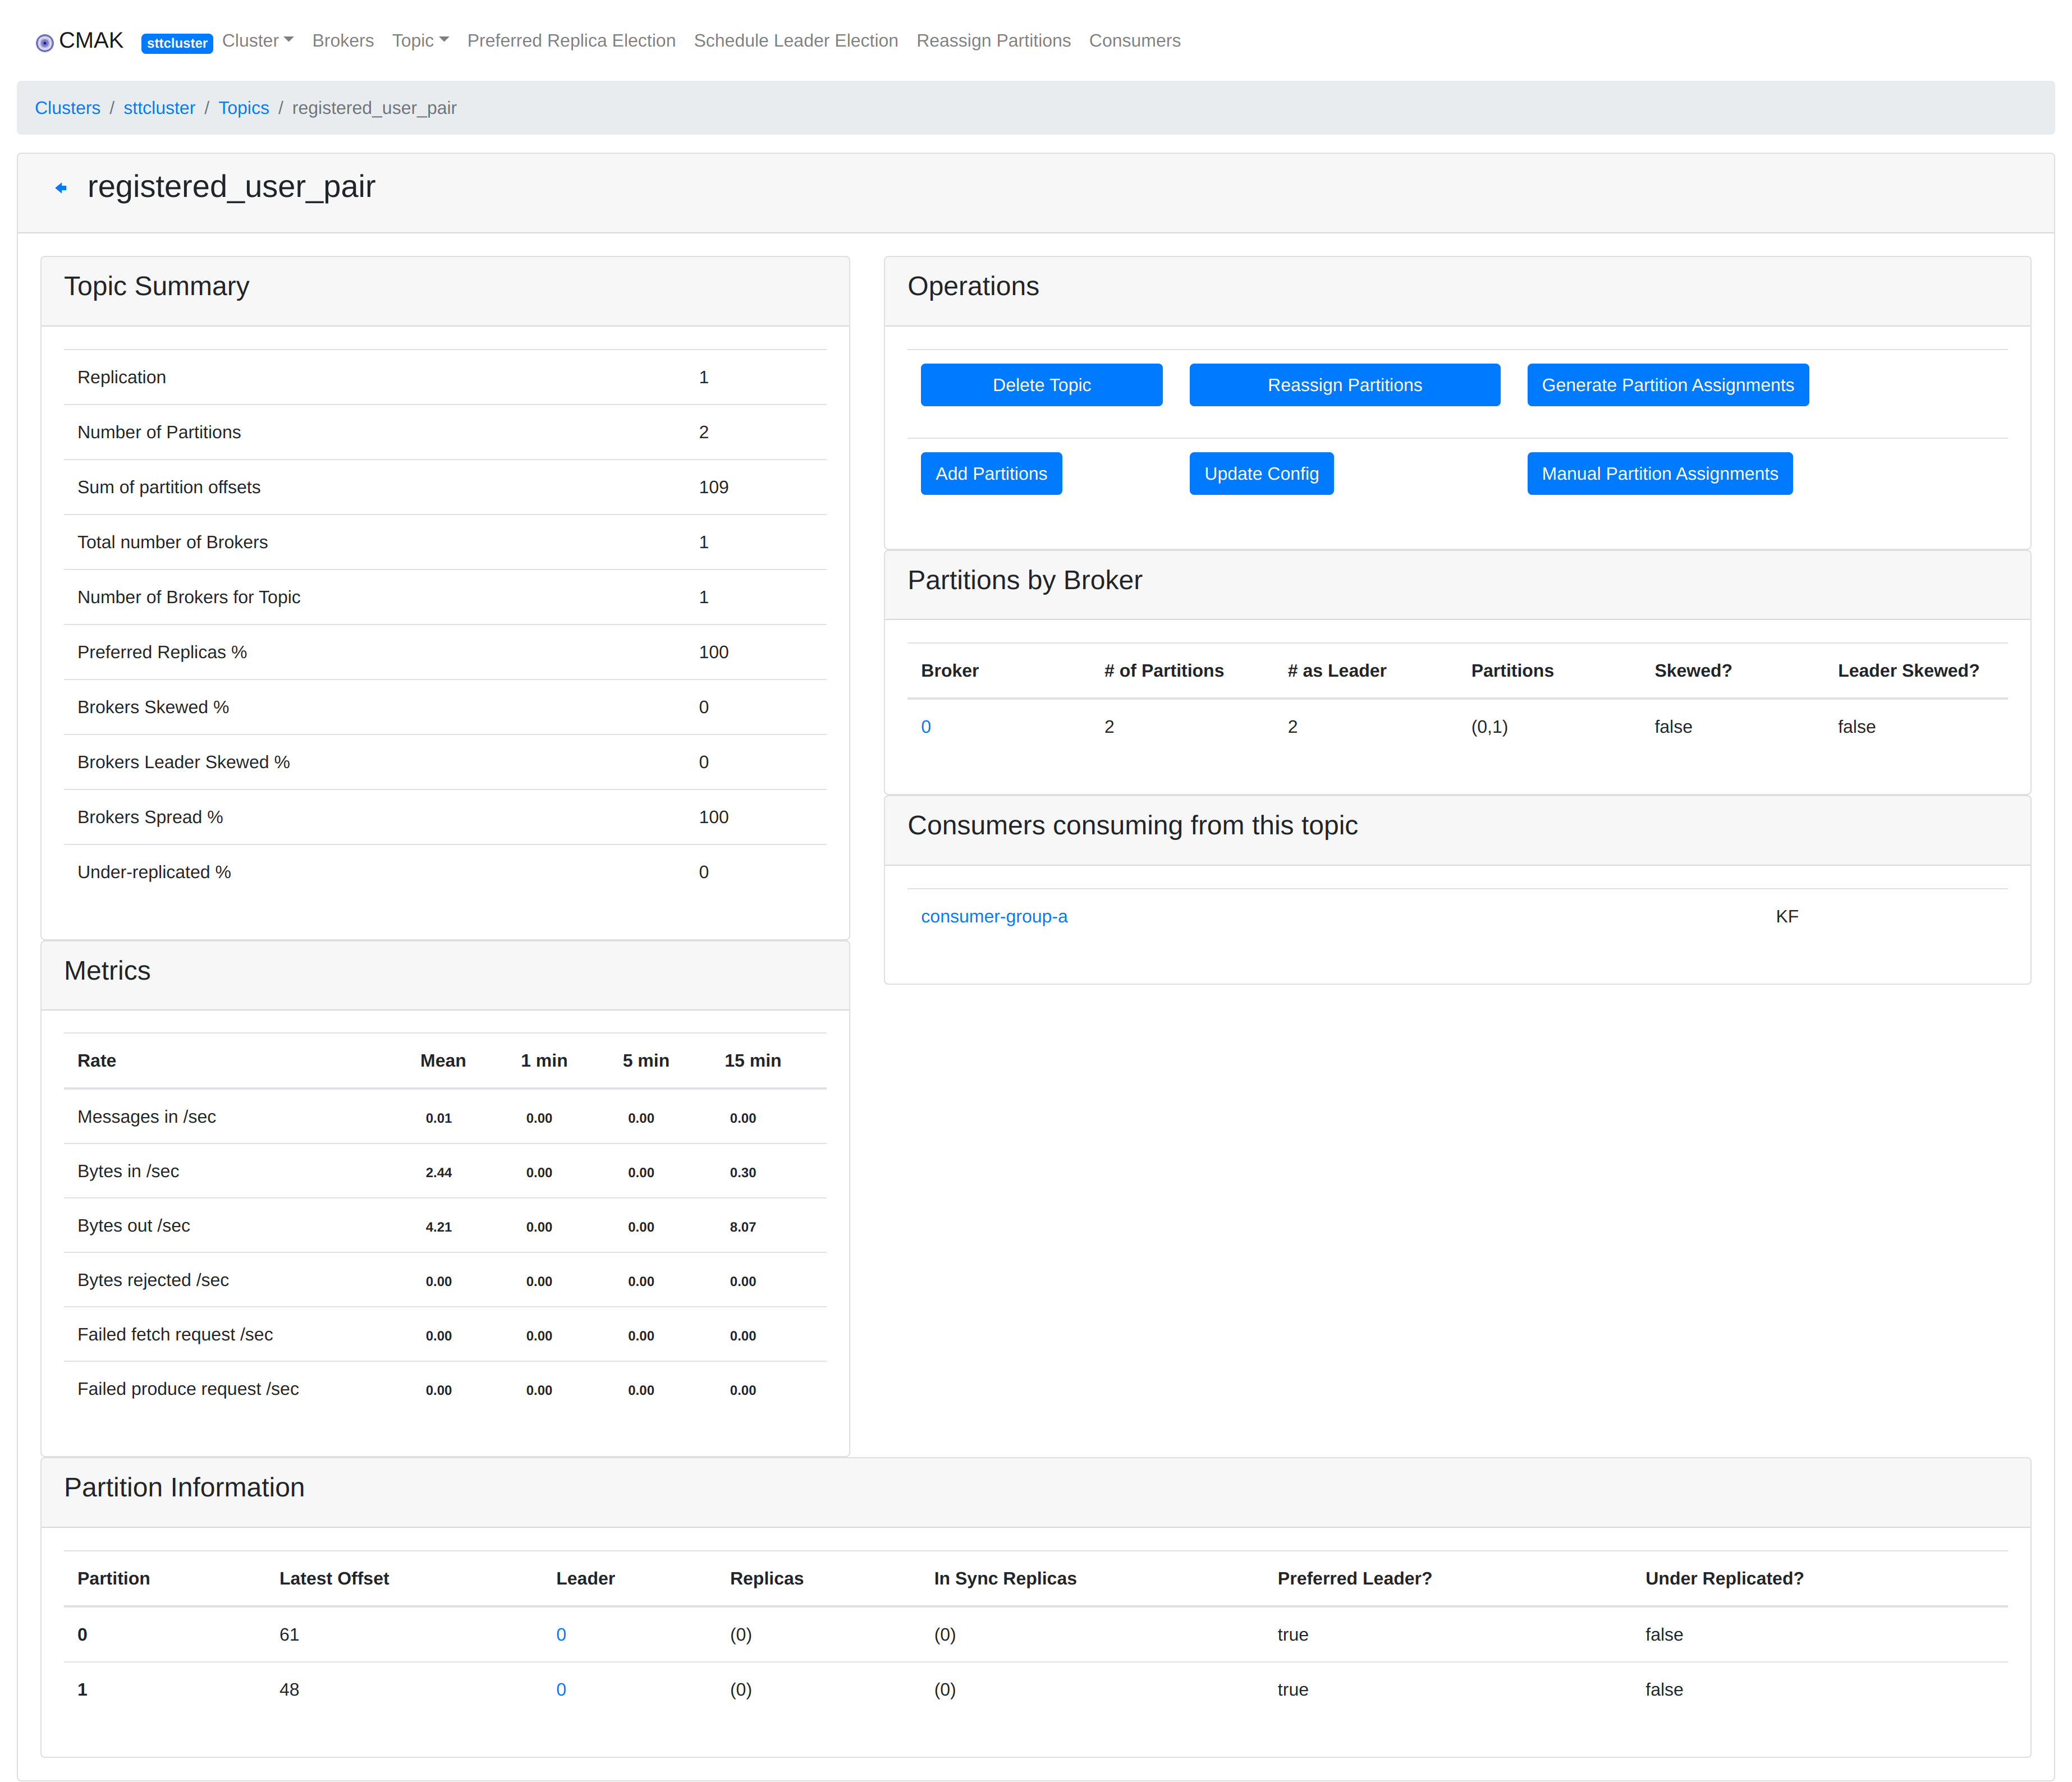 CMAK sttcluster Cluster Brokers Topic Preferred Replica Election Schedule Leader Election Reassign Partitions Consumers
Clusters / sttcluster / Topics / registered_user_pair
registered_user_pair
Topic Summary
Replication 1
Number of Partitions 2
Sum of partition offsets 109
Total number of Brokers 1
Number of Brokers for Topic 1
Preferred Replicas % 100
Brokers Skewed % 0
Brokers Leader Skewed % 0
Brokers Spread % 100
Under-replicated % 0
Metrics
Rate Mean 1 min 5 min 15 min
Messages in /sec 0.01 0.00 0.00 0.00
Bytes in /sec 2.44 0.00 0.00 0.30
Bytes out /sec 4.21 0.00 0.00 8.07
Bytes rejected /sec 0.00 0.00 0.00 0.00
Failed fetch request /sec 0.00 0.00 0.00 0.00
Failed produce request /sec 0.00 0.00 0.00 0.00
Operations
Delete Topic Reassign Partitions Generate Partition Assignments
Add Partitions Update Config Manual Partition Assignments
Partitions by Broker
Broker # of Partitions # as Leader Partitions Skewed? Leader Skewed?
0 2 2 (0,1) false false
Consumers consuming from this topic
consumer-group-a KF
Partition Information
Partition Latest Offset Leader Replicas In Sync Replicas Preferred Leader? Under Replicated?
0 61 0 (0) (0) true false
1 48 0 (0) (0) true false